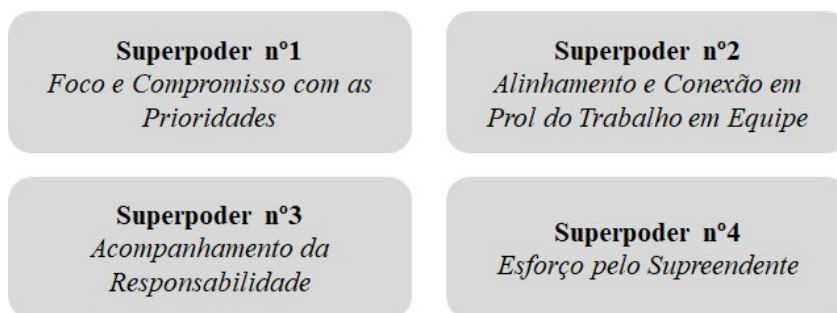 Superpoder nº1
Foco e Compromisso com as
Prioridades
Superpoder nº2
Alinhamento e Conexão em
Prol do Trabalho em Equipe
Superpoder nº3
Acompanhamento da
Responsabilidade
Superpoder nº4
Esforço pelo Supreendente